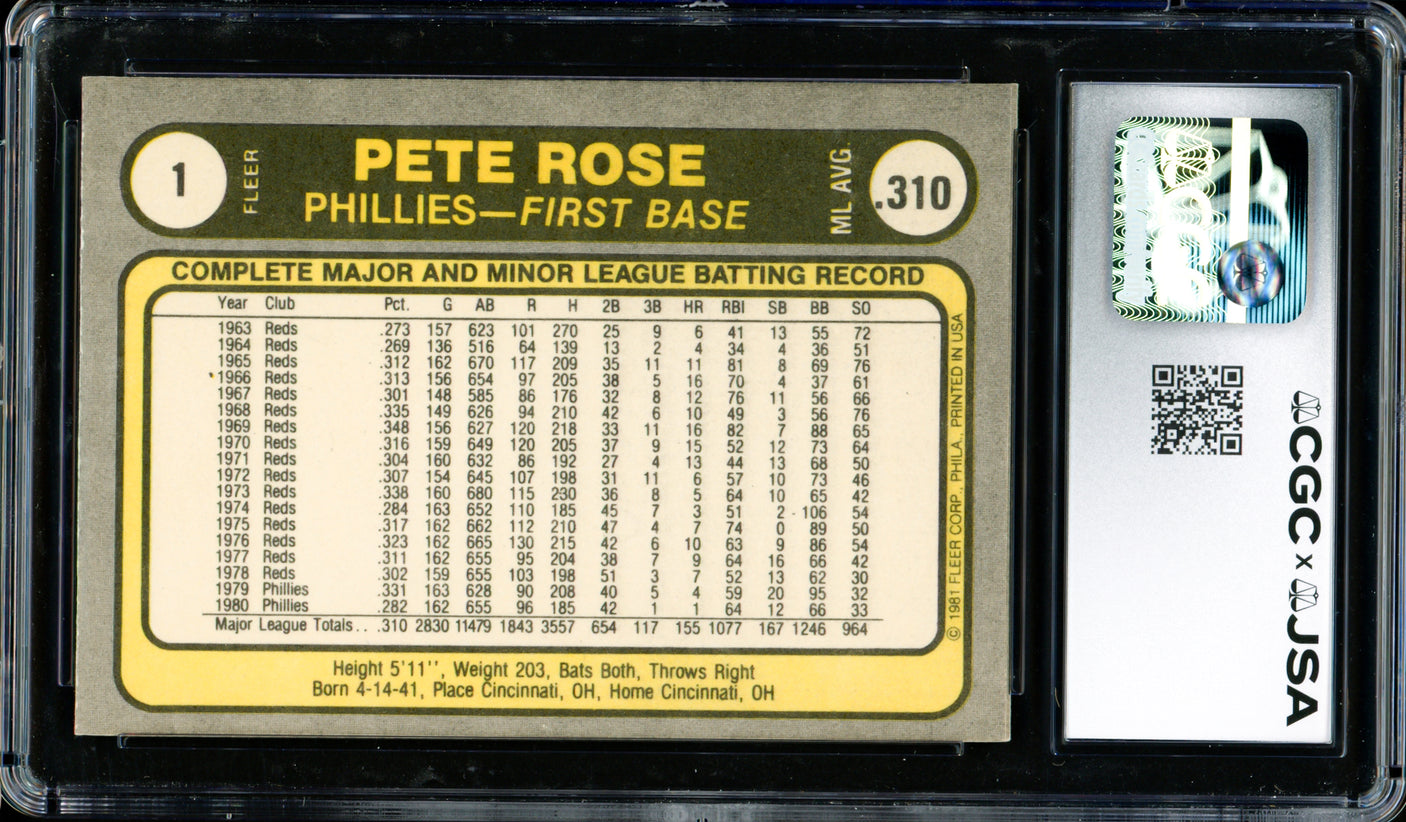 1
FLEER
PETE ROSE
PHILLIES—FIRST BASE
ML AVG
.310
COMPLETE MAJOR AND MINOR LEAGUE BATTING RECORD
Year Club Pct. G AB R H 2B 3B HR RBI SB BB SO
1963 Reds .273 157 623 101 270 25 9 6 41 13 55 72
1964 Reds .269 136 516 64 139 13 2 4 34 4 36 51
1965 Reds .312 162 670 117 209 35 11 11 81 8 69 76
1966 Reds .313 156 654 97 205 38 5 16 70 4 37 61
1967 Reds .301 148 585 86 176 32 8 12 76 11 56 66
1968 Reds .335 149 626 94 210 42 6 10 49 3 56 76
1969 Reds .348 156 627 120 218 33 11 16 82 7 88 65
1970 Reds .316 159 649 120 205 37 9 15 52 12 73 64
1971 Reds .304 160 632 86 192 27 4 13 44 13 68 50
1972 Reds .307 154 645 107 198 31 11 6 57 10 73 46
1973 Reds .338 160 680 115 230 36 8 5 64 10 65 42
1974 Reds .284 163 652 110 185 45 7 3 51 2 106 54
1975 Reds .317 162 662 112 210 47 4 7 74 0 89 50
1976 Reds .323 162 665 130 215 42 6 10 63 9 86 54
1977 Reds .311 162 655 95 204 38 7 9 64 16 66 42
1978 Reds .302 159 655 103 198 51 3 7 52 13 62 30
1979 Phillies .331 163 628 90 208 40 5 4 59 20 95 32
1980 Phillies .282 162 655 96 185 42 1 1 64 12 66 33
Major League Totals.. .310 2830 11479 1843 3557 654 117 155 1077 167 1246 964
Height 5'11'', Weight 203, Bats Both, Throws Right
Born 4-14-41, Place Cincinnati, OH, Home Cincinnati, OH
© 1981 FLEER CORP., PHILA., PRINTED IN USA
CGC x JSA